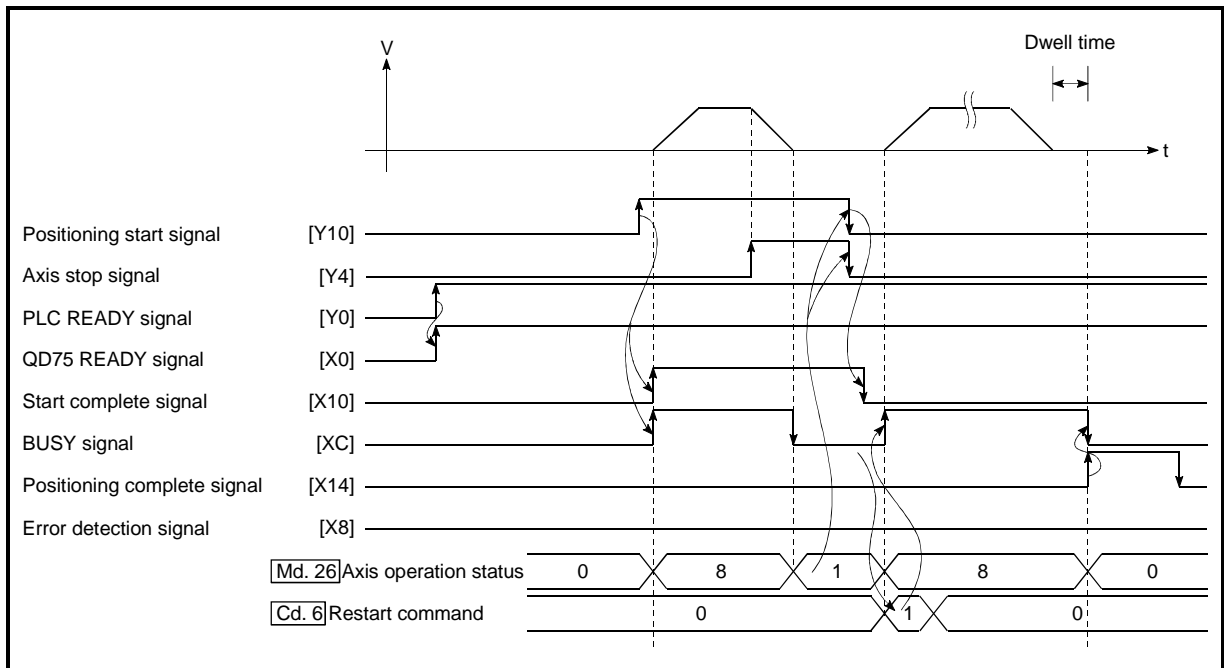 Dwell time
V
t
Positioning start signal [Y10]
Axis stop signal [Y4]
PLC READY signal [Y0]
QD75 READY signal [X0]
Start complete signal [X10]
BUSY signal [XC]
Positioning complete signal [X14]
Error detection signal [X8]
Md. 26 Axis operation status 0 8 1 8 0
Cd. 6 Restart command 0 1 0